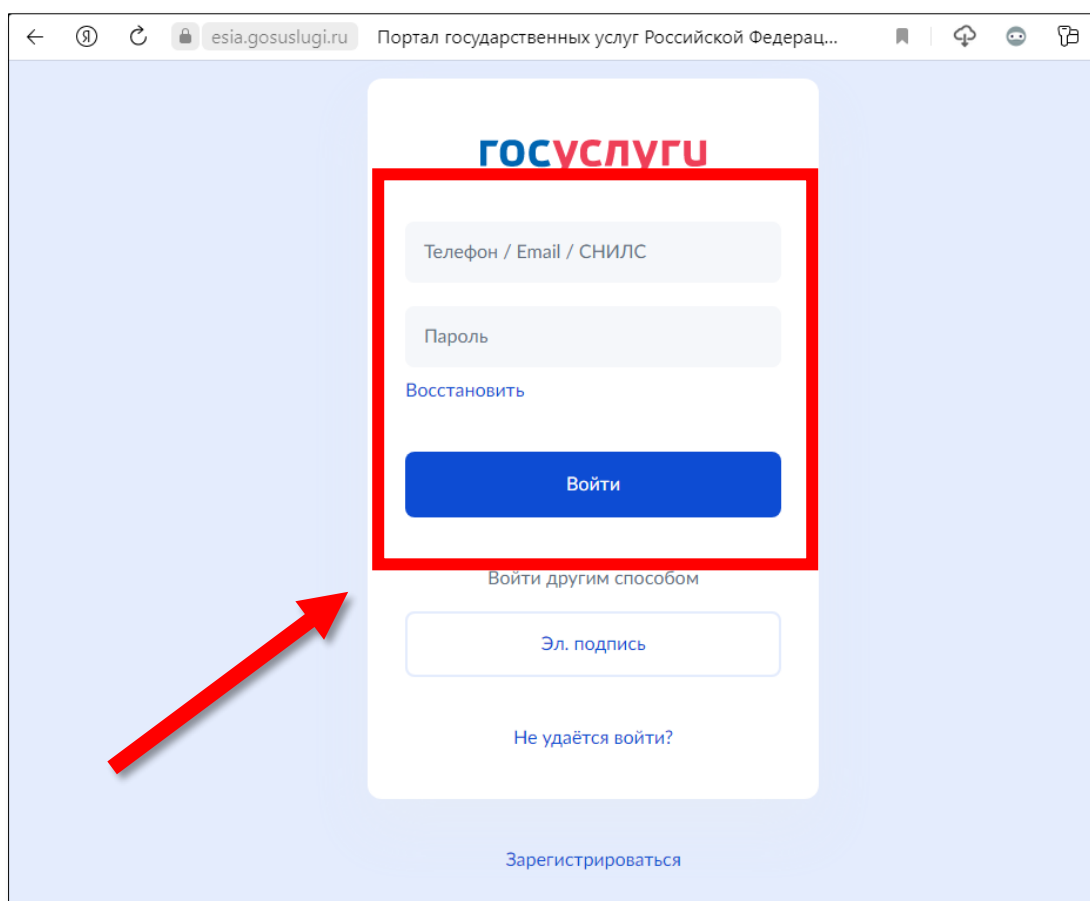 esia.gosuslugi.ru Портал государственных услуг Российской Федерац...
госуслуги
Телефон / Email / СНИЛС
Пароль
Восстановить
Войти
Войти другим способом
Эл. подпись
Не удаётся войти?
Зарегистрироваться